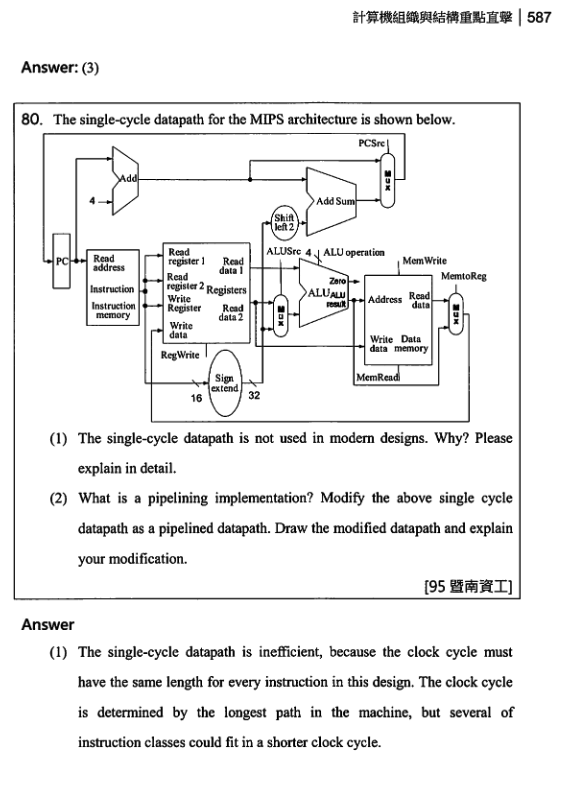 計算機組織與結構重點直擊 | 587
Answer: (3)
80. The single-cycle datapath for the MIPS architecture is shown below.
PCSrc
Add
M
u
x
4
Add Sum
Shift
left 2
ALUSrc 4 ALU operation
PC
Read
address
Instruction
Instruction
memory
Read
register 1
Read
register 2
Write
Register
Write
data
Registers
Read
data 1
Read
data 2
RegWrite
M
u
x
Zero
ALU ALU
result
MemWrite
MemtoReg
Address
Read
data
Write
data
Data
memory
MemRead
M
u
x
16
Sign
extend
32
(1) The single-cycle datapath is not used in modern designs. Why? Please
explain in detail.
(2) What is a pipelining implementation? Modify the above single cycle
datapath as a pipelined datapath. Draw the modified datapath and explain
your modification.
[95 暨南資工]
Answer
(1) The single-cycle datapath is inefficient, because the clock cycle must
have the same length for every instruction in this design. The clock cycle
is determined by the longest path in the machine, but several of
instruction classes could fit in a shorter clock cycle.